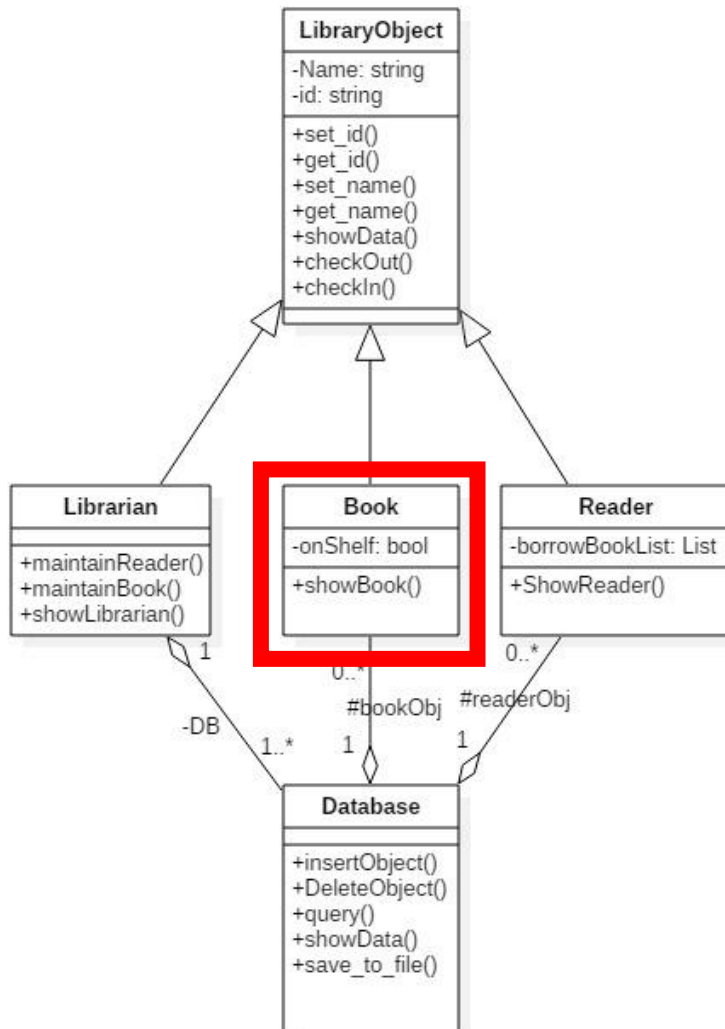 LibraryObject
-Name: string
-id: string
+set_id()
+get_id()
+set_name()
+get_name()
+showData()
+checkOut()
+checkIn()
Librarian
+maintainReader()
+maintainBook()
+showLibrarian()
Book
-onShelf: bool
+showBook()
Reader
-borrowBookList: List
+ShowReader()
1
0..*
0..*
-DB
#bookObj
#readerObj
1..*
1
1
Database
+insertObject()
+DeleteObject()
+query()
+showData()
+save_to_file()